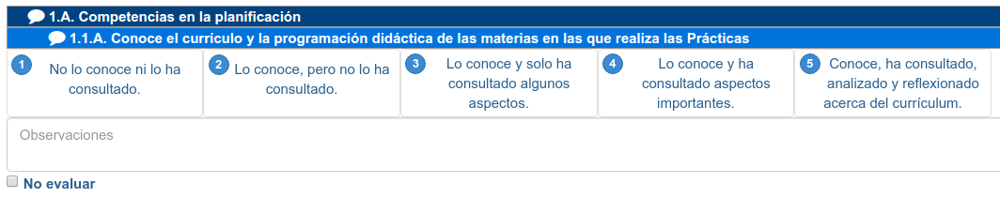 1.A. Competencias en la planificación
1.1.A. Conoce el currículo y la programación didáctica de las materias en las que realiza las Prácticas
1 No lo conoce ni lo ha
consultado.
2 Lo conoce, pero no lo ha
consultado.
3 Lo conoce y solo ha
consultado algunos
aspectos.
4 Lo conoce y ha
consultado aspectos
importantes.
5 Conoce, ha consultado,
analizado y reflexionado
acerca del currículum.
Observaciones
No evaluar